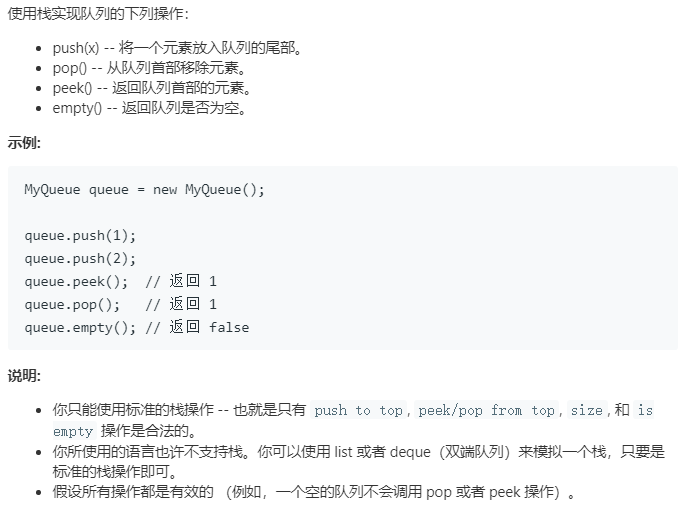 使用栈实现队列的下列操作：
• push(x) -- 将一个元素放入队列的尾部。
• pop() -- 从队列首部移除元素。
• peek() -- 返回队列首部的元素。
• empty() -- 返回队列是否为空。
示例:
MyQueue queue = new MyQueue();
queue.push(1);
queue.push(2);
queue.peek();  // 返回 1
queue.pop();   // 返回 1
queue.empty(); // 返回 false
说明:
• 你只能使用标准的栈操作 -- 也就是只有 push to top, peek/pop from top, size, 和 is
empty 操作是合法的。
• 你所使用的语言也许不支持栈。你可以使用 list 或者 deque（双端队列）来模拟一个栈，只要是
标准的栈操作即可。
• 假设所有操作都是有效的 （例如，一个空的队列不会调用 pop 或者 peek 操作）。